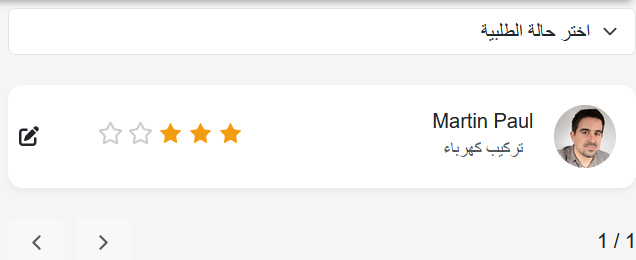 اختر حالة الطلبية
Martin Paul
تركيب كهرباء
1 / 1